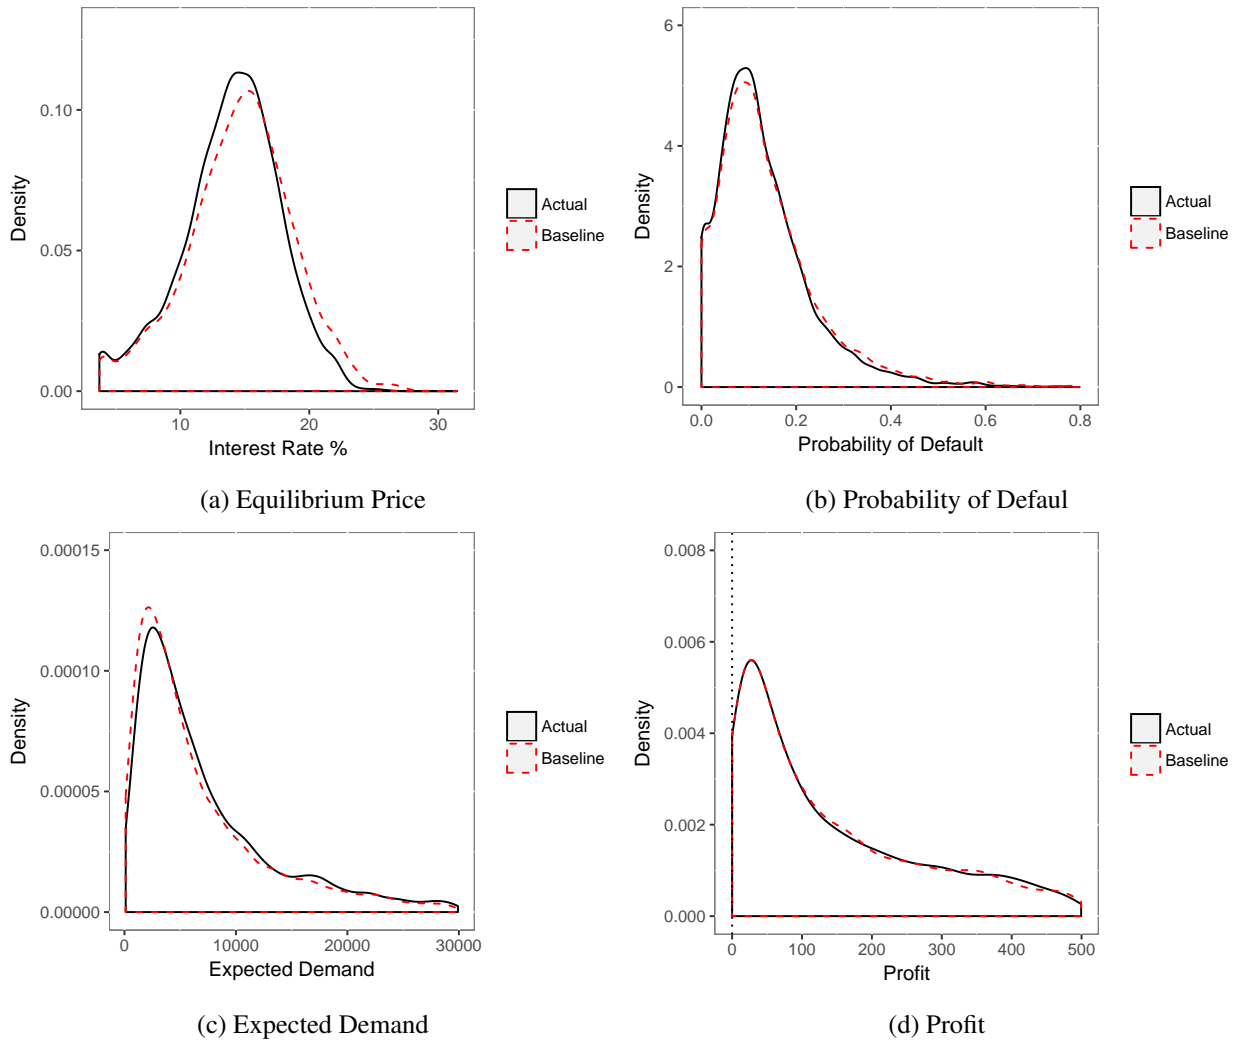 0.10
0.05
0.00
Density
10
20
30
Interest Rate %
Actual
Baseline
(a) Equilibrium Price
6
4
2
0
Density
0.0
0.2
0.4
0.6
0.8
Probability of Default
Actual
Baseline
(b) Probability of Defaul
0.00015
0.00010
0.00005
0.00000
Density
0
10000
20000
30000
Expected Demand
Actual
Baseline
(c) Expected Demand
0.008
0.006
0.004
0.002
0.000
Density
0
100
200
300
400
500
Profit
Actual
Baseline
(d) Profit